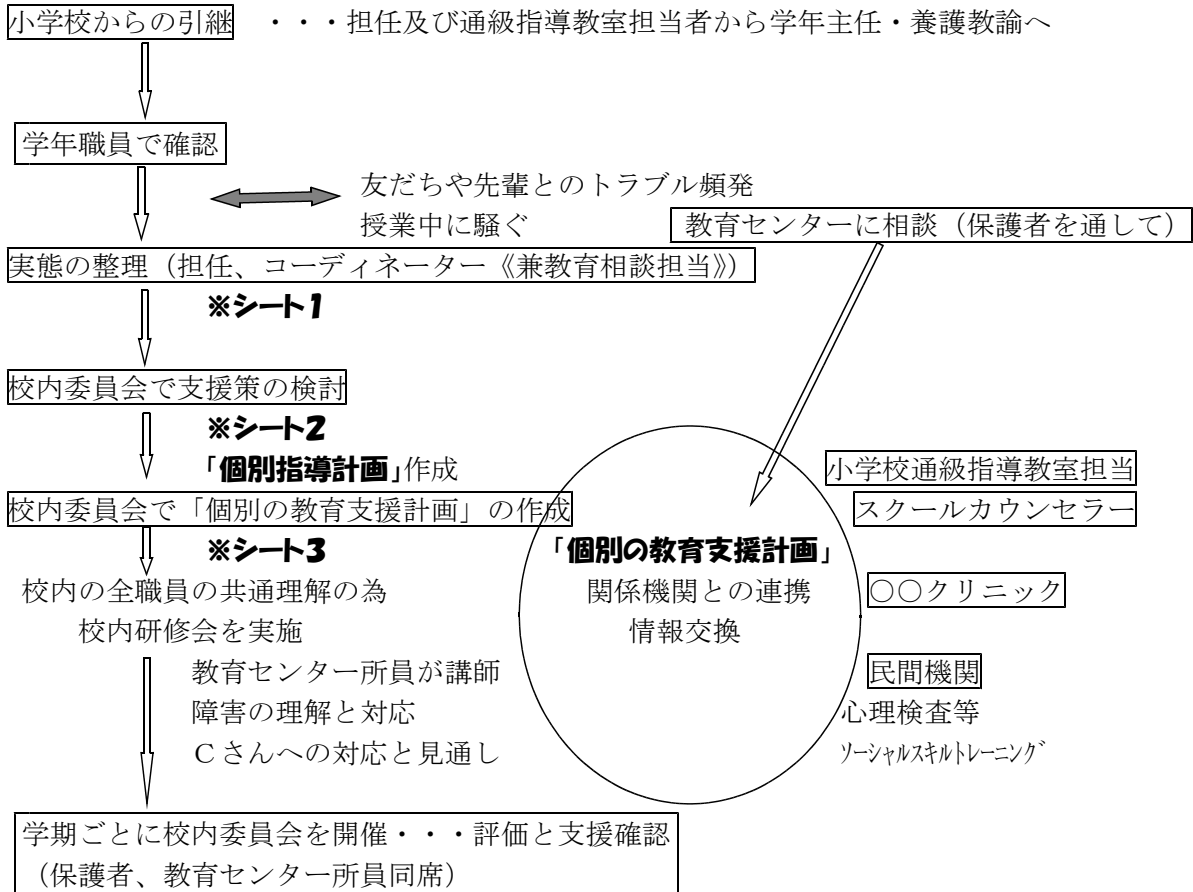 小学校からの引継　・・・担任及び通級指導教室担当者から学年主任・養護教諭へ
学年職員で確認
友だちや先輩とのトラブル頻発
授業中に騒ぐ
教育センターに相談（保護者を通して）
実態の整理（担任、コーディネーター《兼教育相談担当》）
※シート1
校内委員会で支援策の検討
※シート2
「個別指導計画」作成
小学校通級指導教室担当
校内委員会で「個別の教育支援計画」の作成
スクールカウンセラー
※シート3
「個別の教育支援計画」
校内の全職員の共通理解の為
関係機関との連携
○○クリニック
校内研修会を実施
情報交換
教育センター所員が講師
民間機関
障害の理解と対応
心理検査等
Ｃさんへの対応と見通し
ｿｰｼｬﾙｽｷﾙﾄﾚｰﾆﾝｸﾞ
学期ごとに校内委員会を開催・・・評価と支援確認
（保護者、教育センター所員同席）